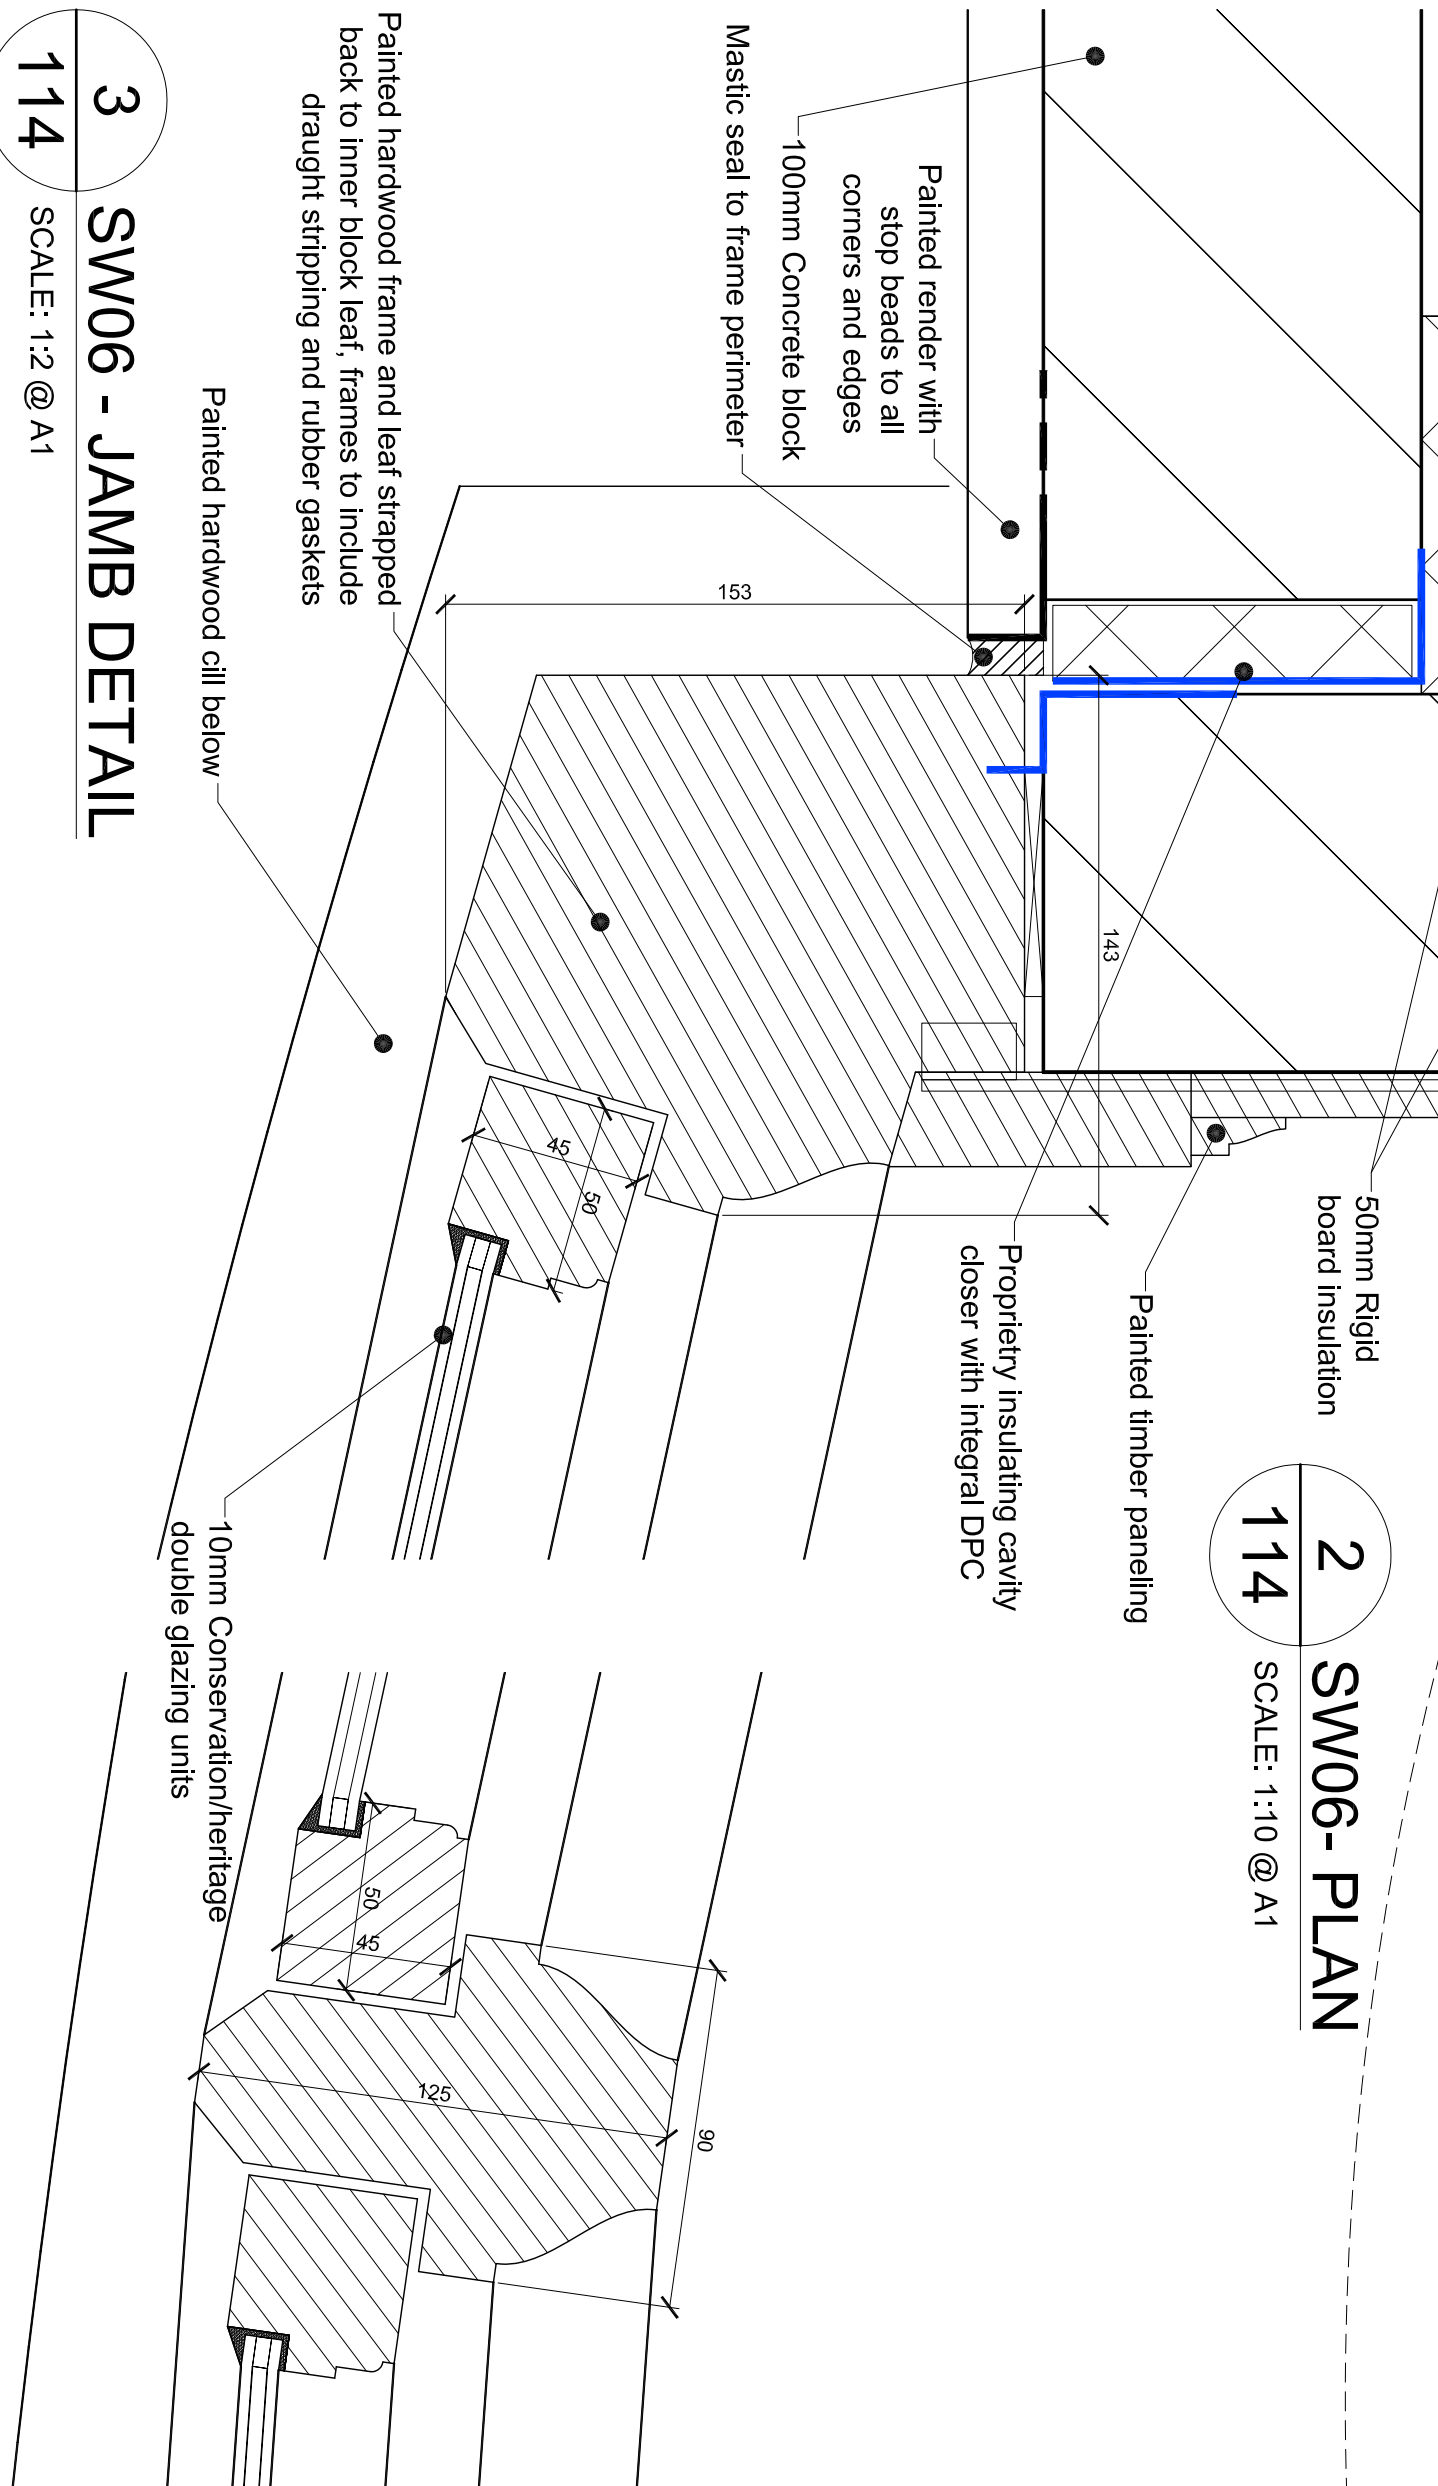 2
114
SW06- PLAN
SCALE: 1:10 @ A1
50mm Rigid
board insulation
Painted timber paneling
Proprietry insulating cavity
closer with integral DPC
Painted render with
stop beads to all
corners and edges
100mm Concrete block
Mastic seal to frame perimeter
153
143
45
50
50
45
125
90
Painted hardwood frame and leaf strapped
back to inner block leaf, frames to include
draught stripping and rubber gaskets
Painted hardwood cill below
10mm Conservation/heritage
double glazing units
3
114
SW06 - JAMB DETAIL
SCALE: 1:2 @ A1